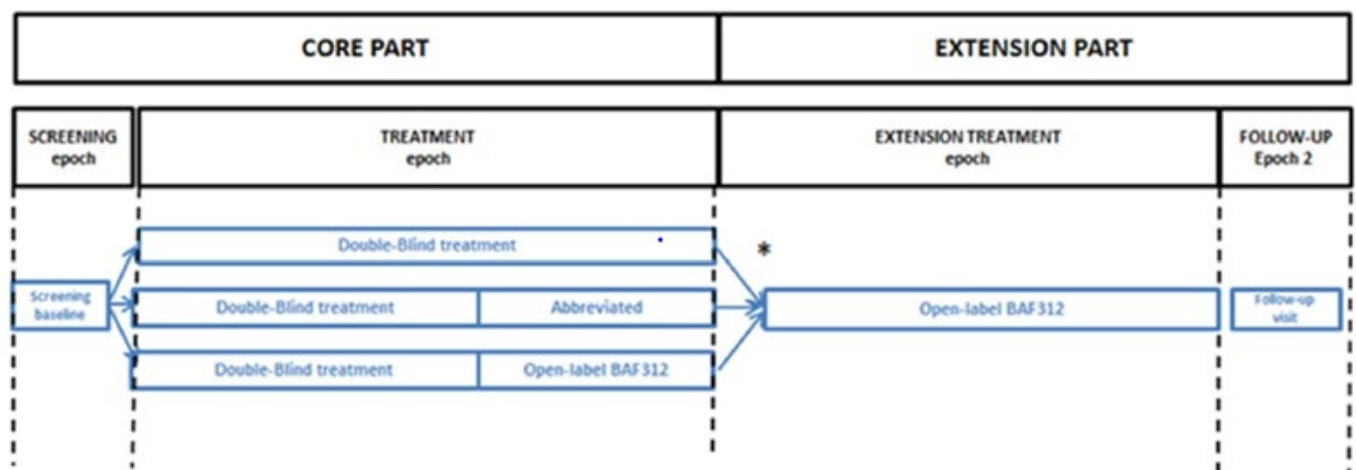 CORE PART
EXTENSION PART
SCREENING
epoch
TREATMENT
epoch
EXTENSION TREATMENT
epoch
FOLLOW-UP
Epoch 2
Double-Blind treatment
*
Screening
baseline
Double-Blind treatment
Abbreviated
Open-label BAF312
Follow-up
visit
Double-Blind treatment
Open-label BAF312